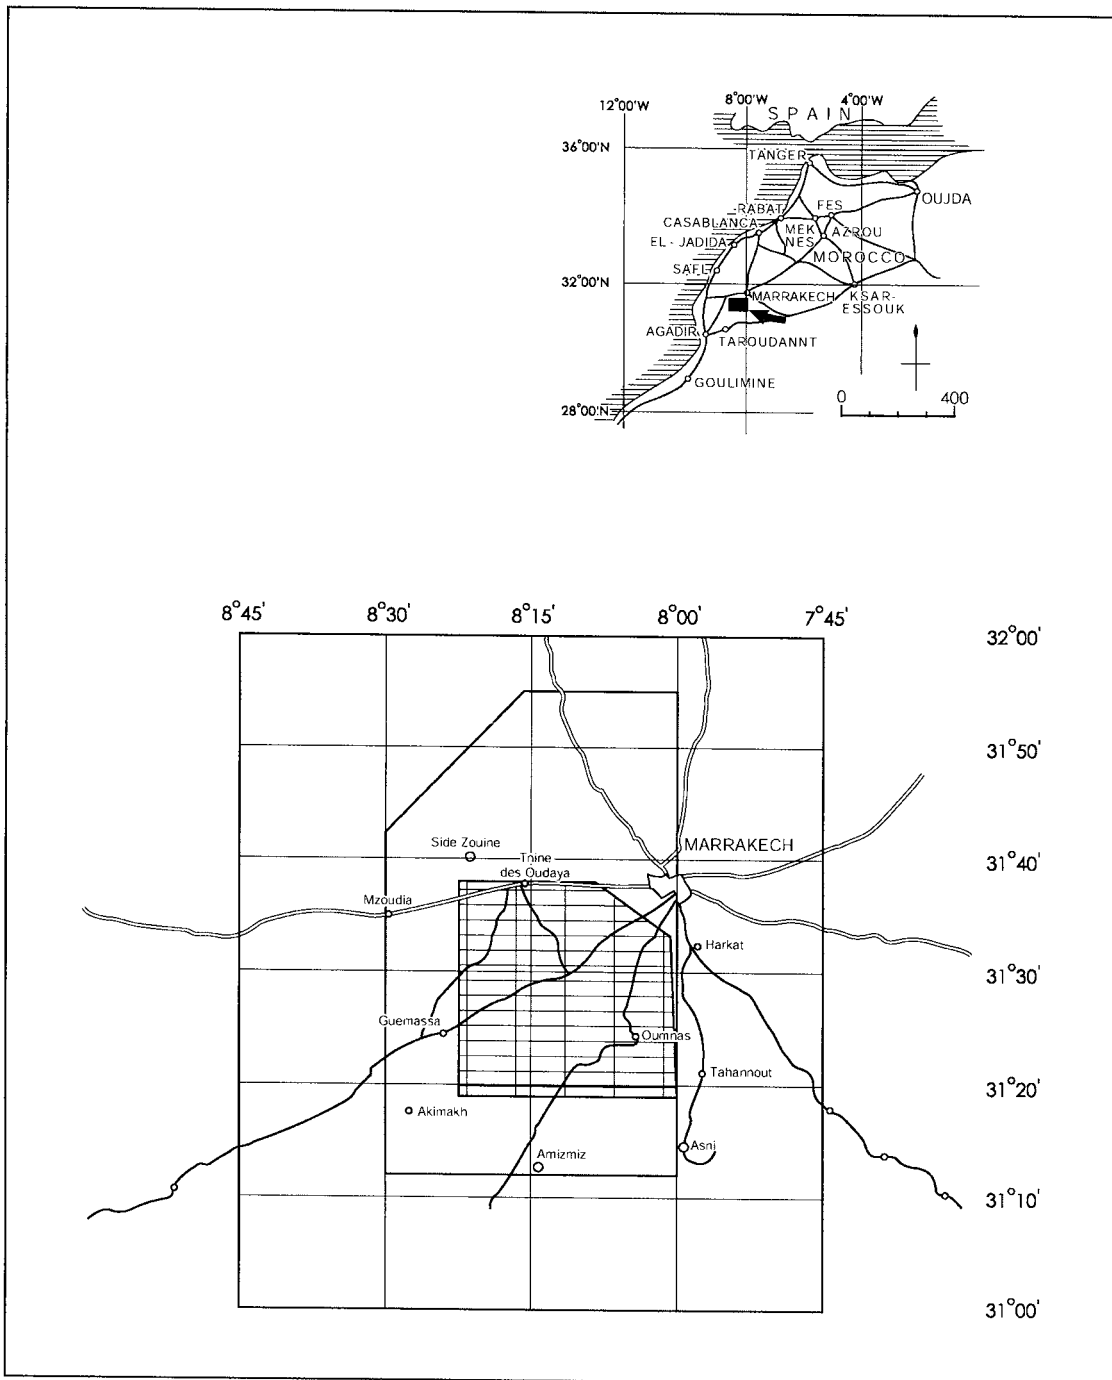 12°00'W 8°00'W 4°00'W
SPAIN
36°00'N
TANGER
OUJDA
RABAT
FES
CASABLANCA
MEK
NES
AZROU
EL-JADIDA
MOROCCO
SAFI
32°00'N
MARRAKECH
KSAR-
ESSOUK
AGADIR
TAROUDANNT
GOULIMINE
0 400
28°00'N
8°45' 8°30' 8°15' 8°00' 7°45'
32°00'
31°50'
MARRAKECH
Side Zouine
31°40'
Tnine
des Oudaya
Mzoudia
Harkat
31°30'
Guemassa
Oumnas
Tahannout
31°20'
Akimakh
Asni
Amizmiz
31°10'
31°00'